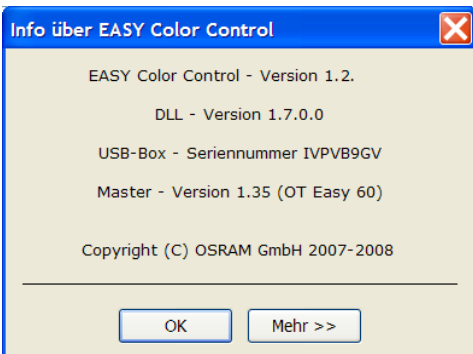 Info über EASY Color Control
EASY Color Control - Version 1.2.
DLL - Version 1.7.0.0
USB-Box - Seriennummer IVPVB9GV
Master - Version 1.35 (OT Easy 60)
Copyright (C) OSRAM GmbH 2007-2008
OK
Mehr >>